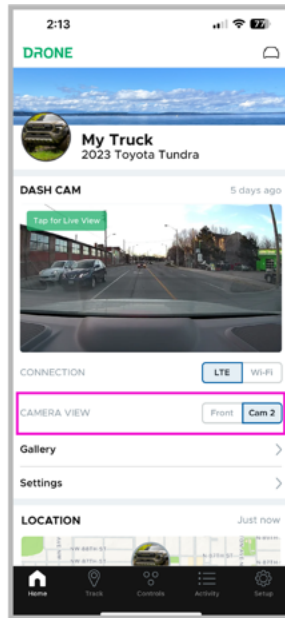 2:13
77
DRONE
My Truck
2023 Toyota Tundra
DASH CAM
5 days ago
Tap for Live View
CONNECTION
LTE
Wi-Fi
CAMERA VIEW
Front
Cam 2
Gallery
Settings
LOCATION
Just now
Home
Track
Controls
Activity
Setup